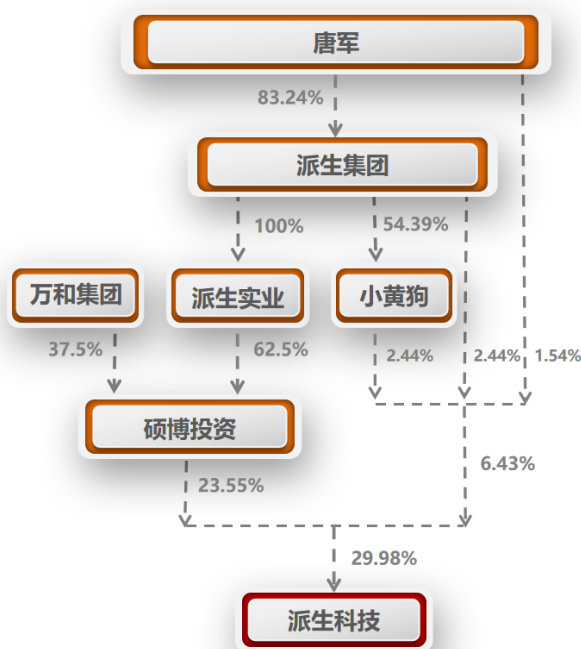 唐军
83.24%
派生集团
100%
54.39%
万和集团
派生实业
小黄狗
37.5%
62.5%
2.44%
2.44%
1.54%
硕博投资
23.55%
6.43%
29.98%
派生科技